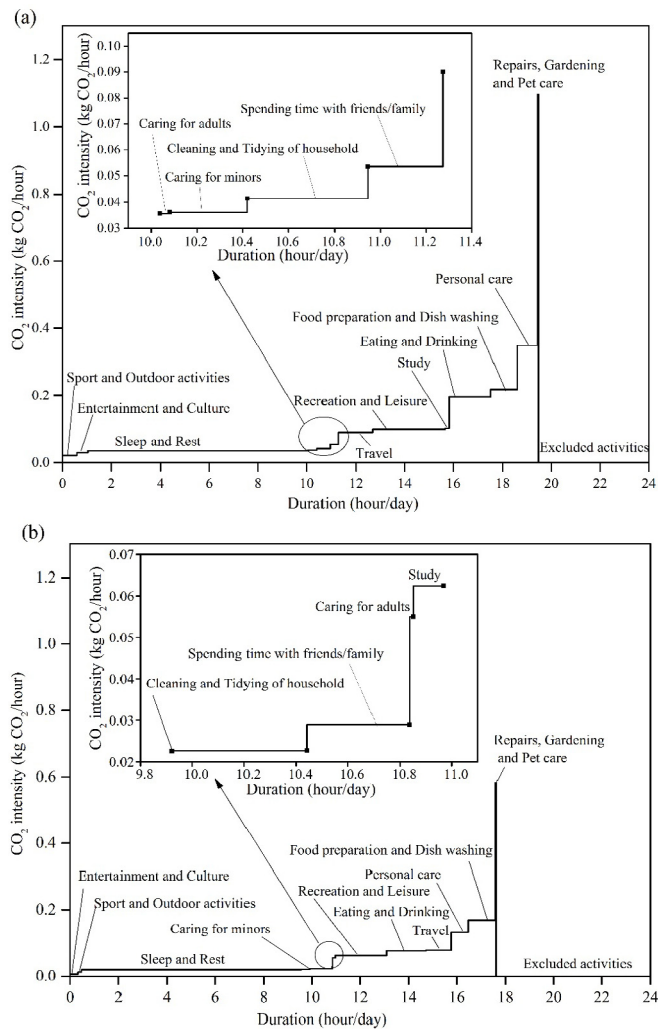 (a)
1.2
1.0
0.8
0.6
0.4
0.2
0.0
CO2 intensity (kg CO2/hour)
0.10
0.09
0.08
0.07
0.06
0.05
0.04
0.03
CO2 intensity (kg CO2/hour)
Spending time with friends/family
Caring for adults
Cleaning and Tidying of household
Caring for minors
10.0 10.2 10.4 10.6 10.8 11.0 11.2 11.4
Duration (hour/day)
Repairs, Gardening
and Pet care
Personal care
Food preparation and Dish washing
Eating and Drinking
Study
Sport and Outdoor activities
Recreation and Leisure
Entertainment and Culture
Sleep and Rest
Travel
Excluded activities
0 2 4 6 8 10 12 14 16 18 20 22 24
Duration (hour/day)
(b)
1.2
1.0
0.8
0.6
0.4
0.2
0.0
CO2 intensity (kg CO2/hour)
0.07
0.06
0.05
0.04
0.03
0.02
CO2 intensity (kg CO2/hour)
Study
Caring for adults
Spending time with friends/family
Cleaning and Tidying of household
9.8 10.0 10.2 10.4 10.6 10.8 11.0
Duration (hour/day)
Repairs, Gardening
and Pet care
Food preparation and Dish washing
Entertainment and Culture
Personal care
Recreation and Leisure
Sport and Outdoor activities
Eating and Drinking
Caring for minors
Travel
Sleep and Rest
Excluded activities
0 2 4 6 8 10 12 14 16 18 20 22 24
Duration (hour/day)